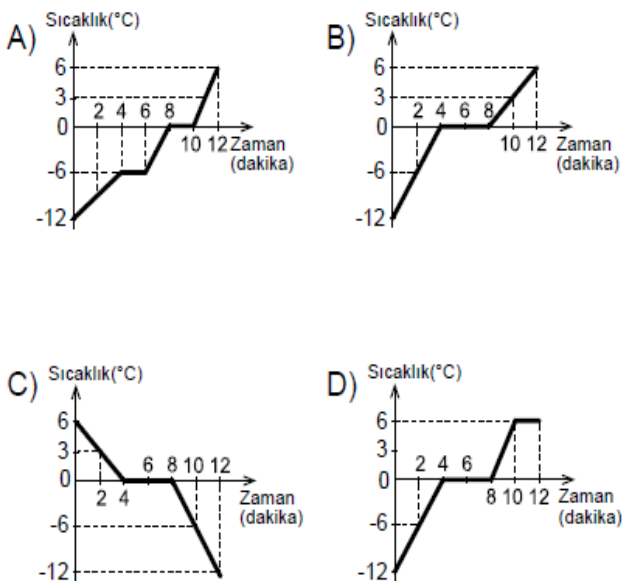 A) Sıcaklık(°C)
6
3
2 4 6 8
0
10 12 Zaman
(dakika)
-6
-12
B) Sıcaklık(°C)
6
3
2 4 6 8
0
10 12 Zaman
(dakika)
-6
-12
C) Sıcaklık(°C)
6
3
6 8 10 12
0
2 4
Zaman
(dakika)
-6
-12
D) Sıcaklık(°C)
6
3
2 4 6
0
8 10 12 Zaman
(dakika)
-6
-12